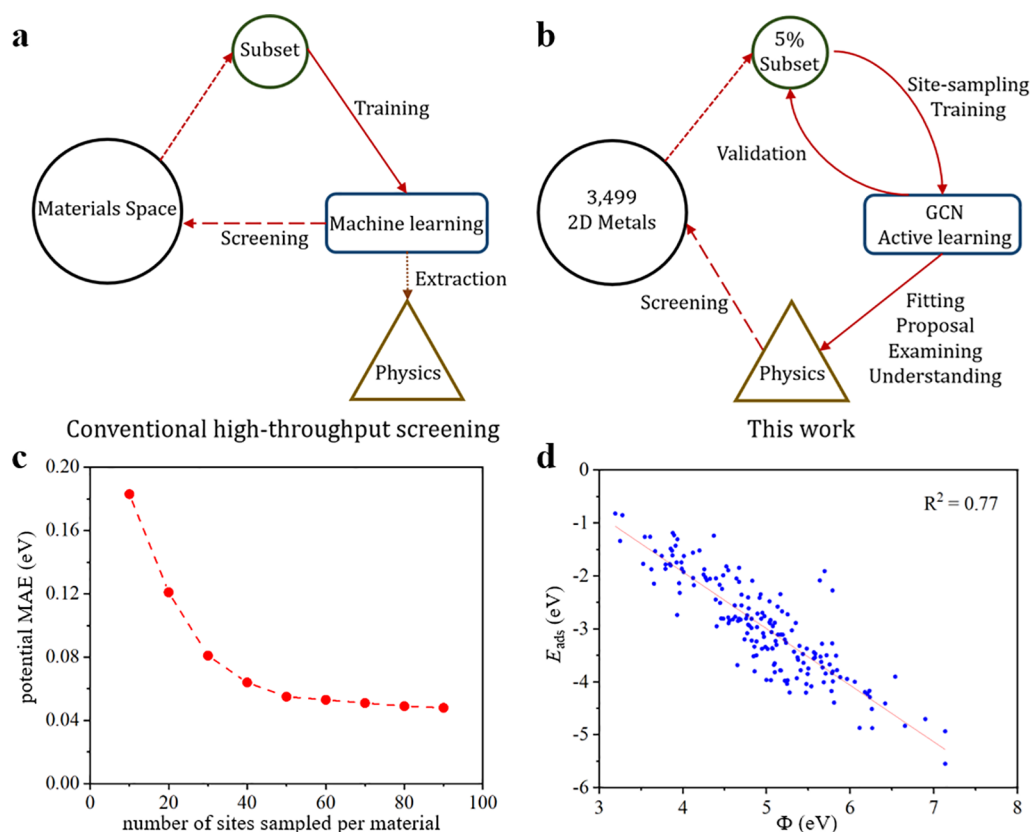 a
Subset
Training
Materials Space
Machine learning
Screening
Extraction
Physics
Conventional high-throughput screening
b
5%
Subset
Site-sampling
Training
Validation
3,499
2D Metals
GCN
Active learning
Screening
Fitting
Proposal
Examining
Understanding
Physics
This work
c
0.20
0.16
0.12
0.08
0.04
0.00
potential MAE (eV)
0
20
40
60
80
100
number of sites sampled per material
d
0
-1
-2
-3
-4
-5
-6
E_ads (eV)
R² = 0.77
3
4
5
6
7
8
Φ (eV)